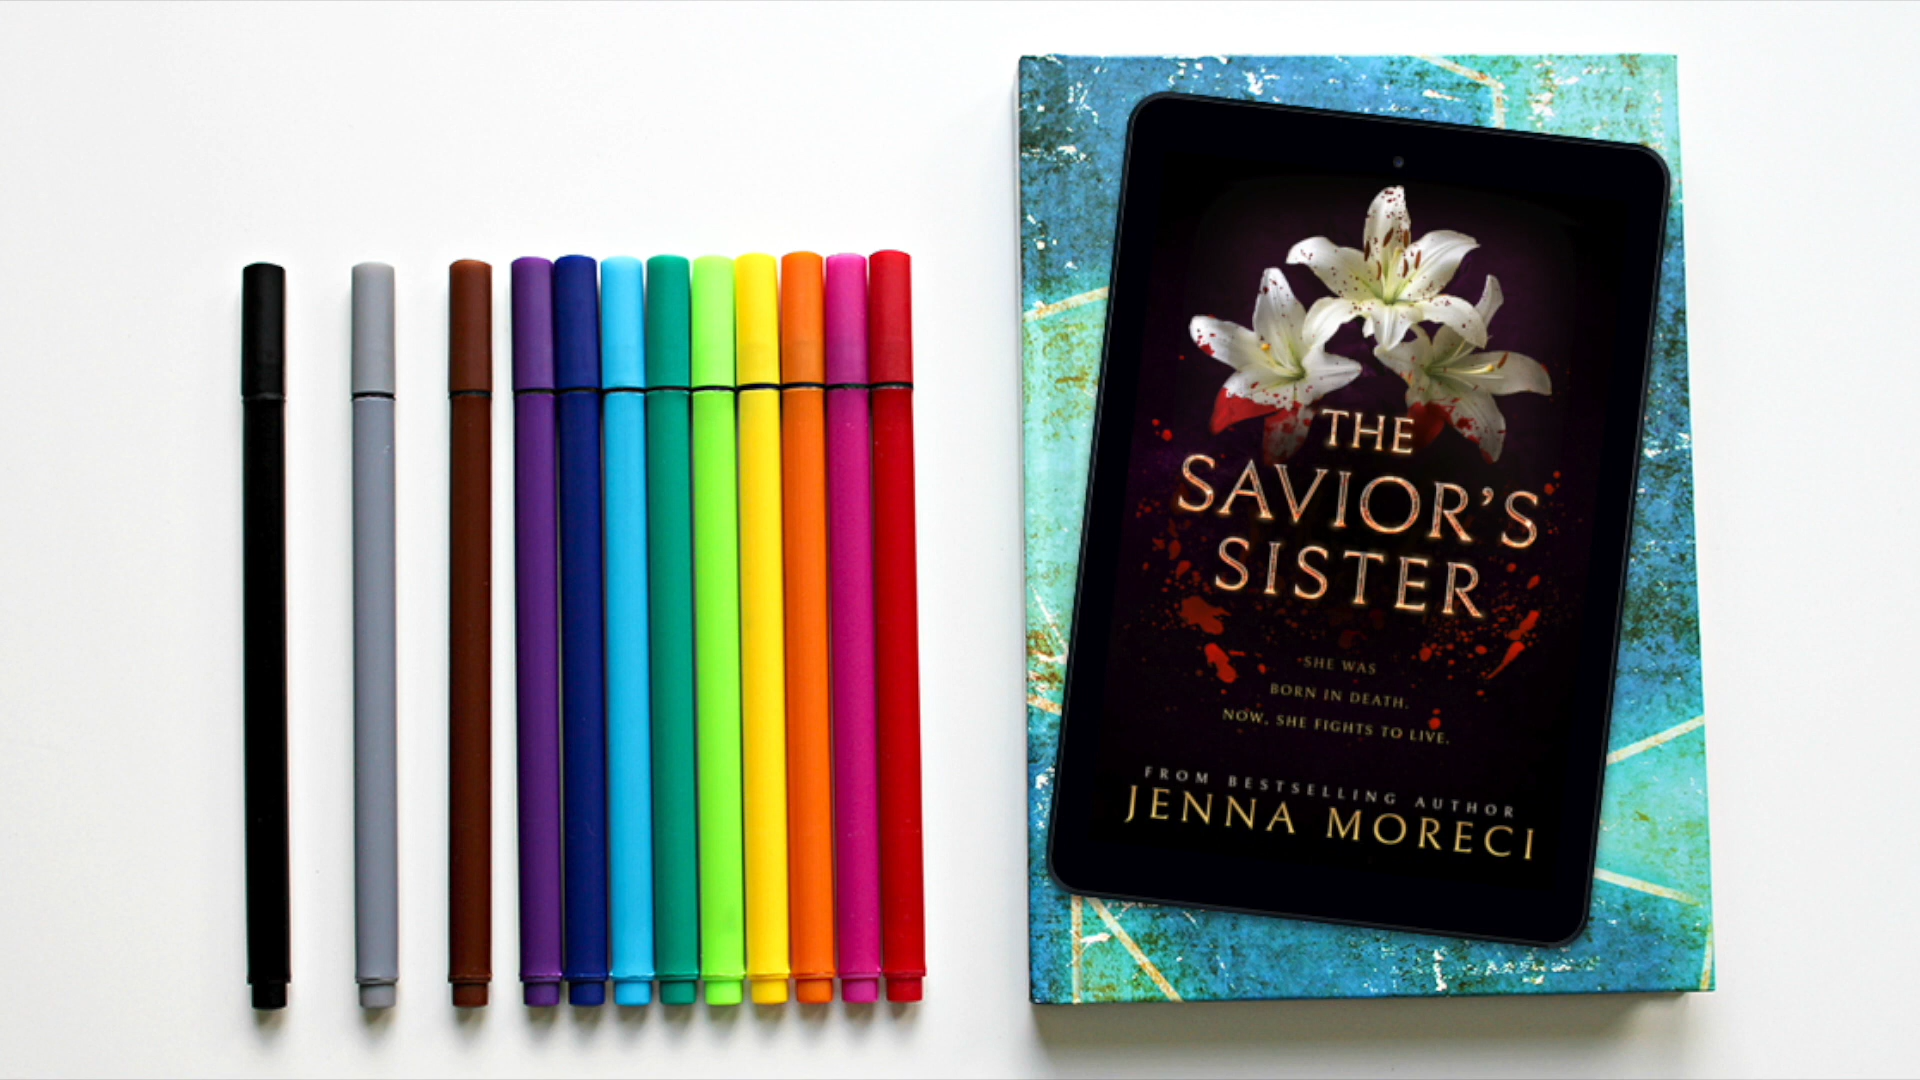 THE
SAVIOR'S
SISTER
SHE WAS
BORN IN DEATH.
NOW, SHE FIGHTS TO LIVE.
FROM BESTSELLING AUTHOR
JENNA MORECI